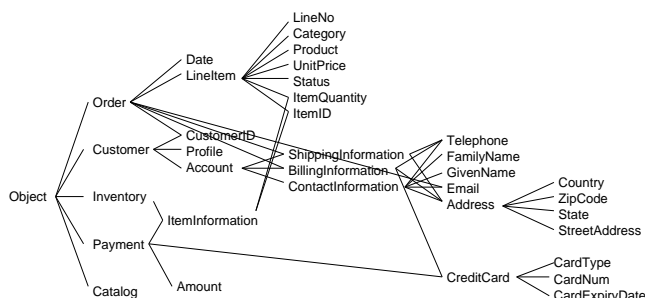 LineNo
Category
Product
UnitPrice
Status
ItemQuantity
ItemID
Date
LineItem
Order
CustomerID
Customer
Profile
Account
ShippingInformation
BillingInformation
ContactInformation
Telephone
FamilyName
GivenName
Email
Address
Country
ZipCode
State
StreetAddress
Object
Inventory
ItemInformation
Payment
Amount
Catalog
CreditCard
CardType
CardNum
CardExpiryDate